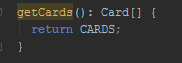 getCards(): Card[] {
return CARDS;
}